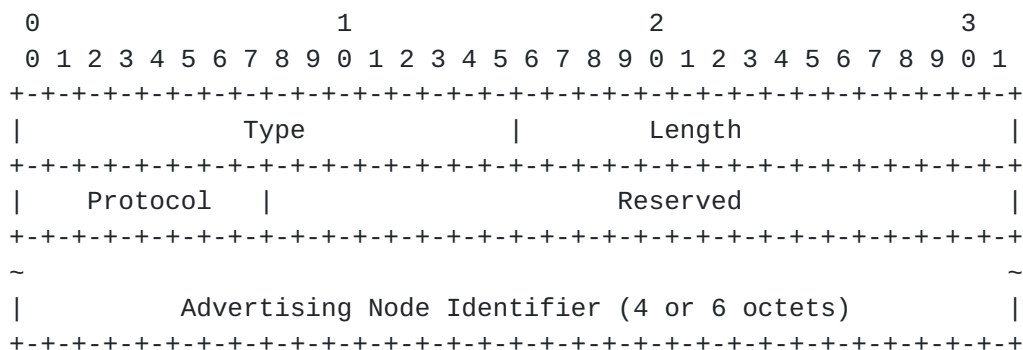 0                   1                   2                   3
 0 1 2 3 4 5 6 7 8 9 0 1 2 3 4 5 6 7 8 9 0 1 2 3 4 5 6 7 8 9 0 1
+-+-+-+-+-+-+-+-+-+-+-+-+-+-+-+-+-+-+-+-+-+-+-+-+-+-+-+-+-+-+-+-+
|              Type             |        Length                 |
+-+-+-+-+-+-+-+-+-+-+-+-+-+-+-+-+-+-+-+-+-+-+-+-+-+-+-+-+-+-+-+-+
|    Protocol   |                      Reserved                 |
+-+-+-+-+-+-+-+-+-+-+-+-+-+-+-+-+-+-+-+-+-+-+-+-+-+-+-+-+-+-+-+-+
~                                                               ~
|          Advertising Node Identifier (4 or 6 octets)          |
+-+-+-+-+-+-+-+-+-+-+-+-+-+-+-+-+-+-+-+-+-+-+-+-+-+-+-+-+-+-+-+-+